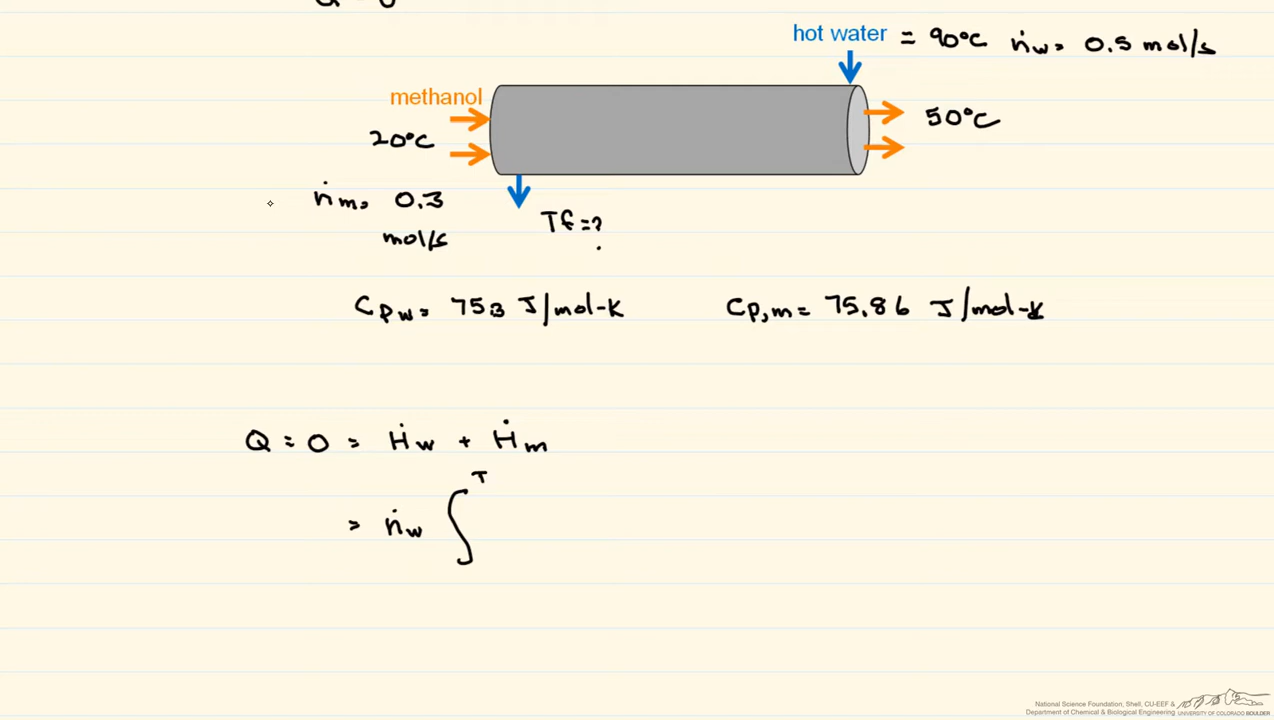 hot water = 90°C ṅw = 0.5 mol/s
methanol
50°C
20°C
ṅm = 0.3
mol/s
Tf = ?
Cpw = 75.3 J/mol-K Cp,m = 75.86 J/mol-K
Q = 0 = Ḣw + Ḣm
= ṅw ∫ T
National Science Foundation, Shell, CU-EEF &
Department of Chemical & Biological Engineering UNIVERSITY OF COLORADO BOULDER